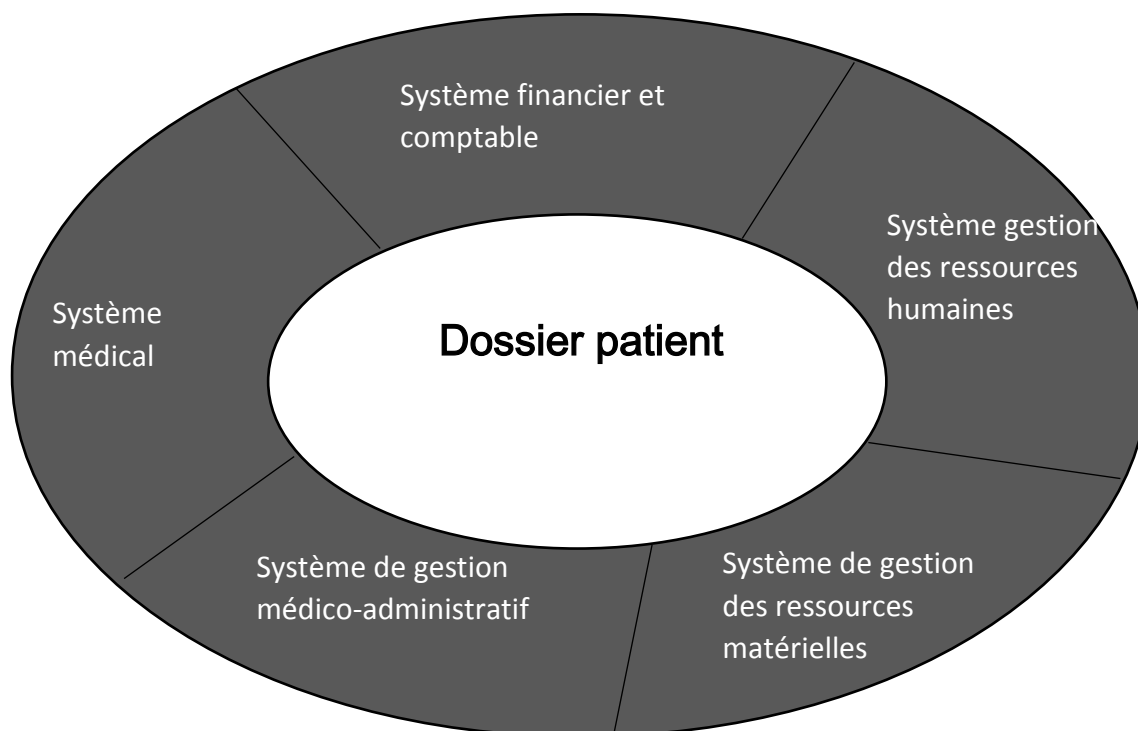 Système financier et
comptable
Système gestion
des ressources
humaines
Système
médical
Dossier patient
Système de gestion
médico-administratif
Système de gestion
des ressources
matérielles